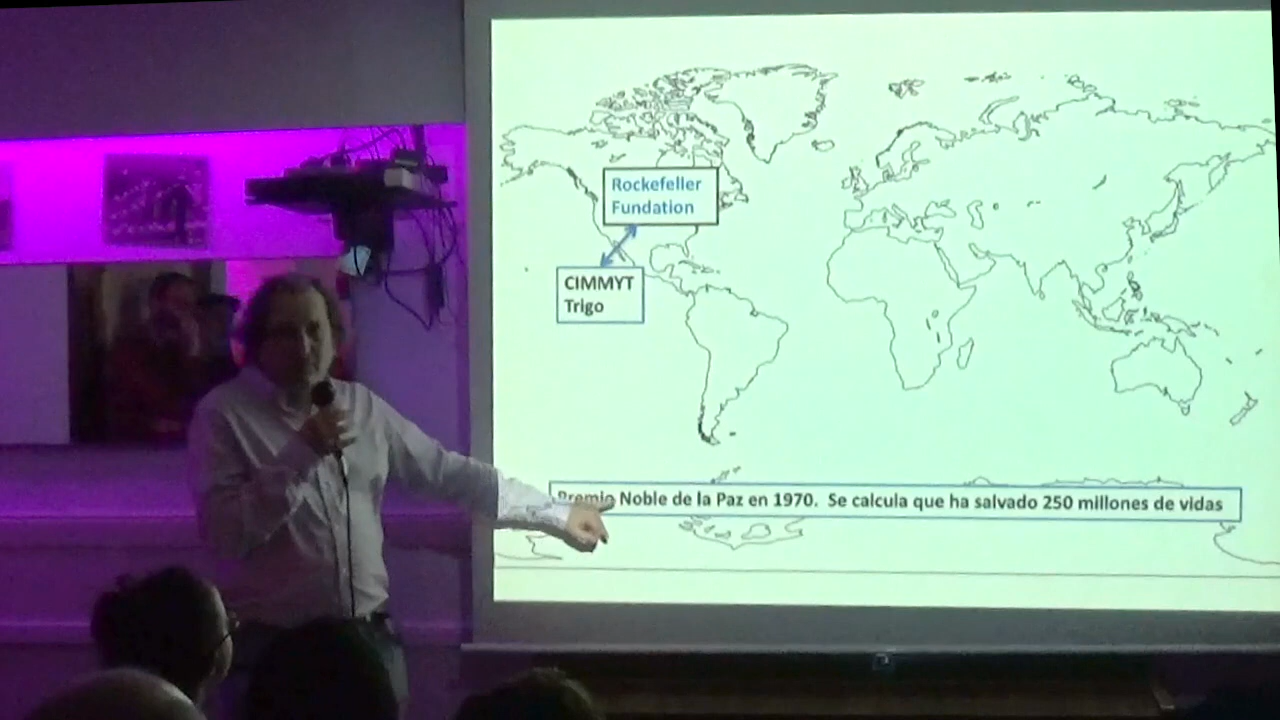 Rockefeller
Fundation
CIMMYT
Trigo
Premio Noble de la Paz en 1970. Se calcula que ha salvado 250 millones de vidas